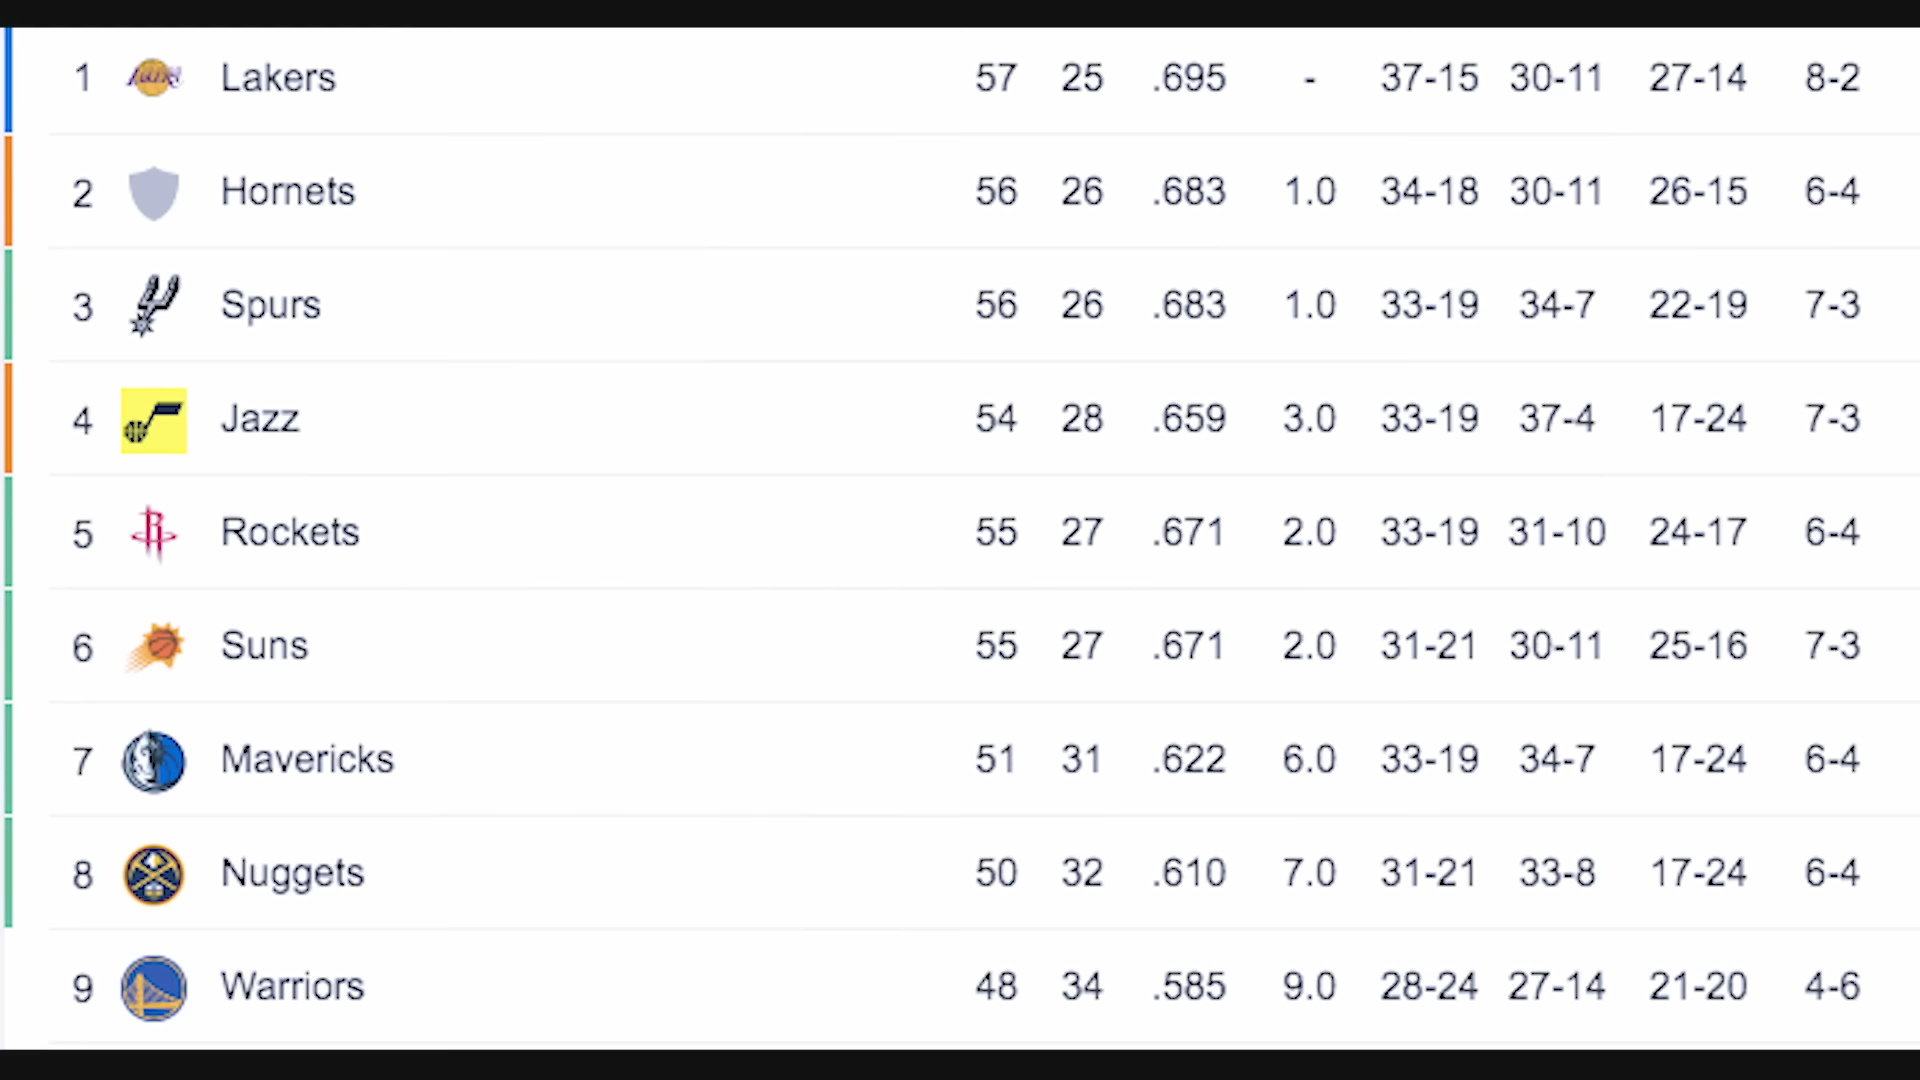 1 Lakers 57 25 .695 - 37-15 30-11 27-14 8-2
2 Hornets 56 26 .683 1.0 34-18 30-11 26-15 6-4
3 Spurs 56 26 .683 1.0 33-19 34-7 22-19 7-3
4 Jazz 54 28 .659 3.0 33-19 37-4 17-24 7-3
5 Rockets 55 27 .671 2.0 33-19 31-10 24-17 6-4
6 Suns 55 27 .671 2.0 31-21 30-11 25-16 7-3
7 Mavericks 51 31 .622 6.0 33-19 34-7 17-24 6-4
8 Nuggets 50 32 .610 7.0 31-21 33-8 17-24 6-4
9 Warriors 48 34 .585 9.0 28-24 27-14 21-20 4-6